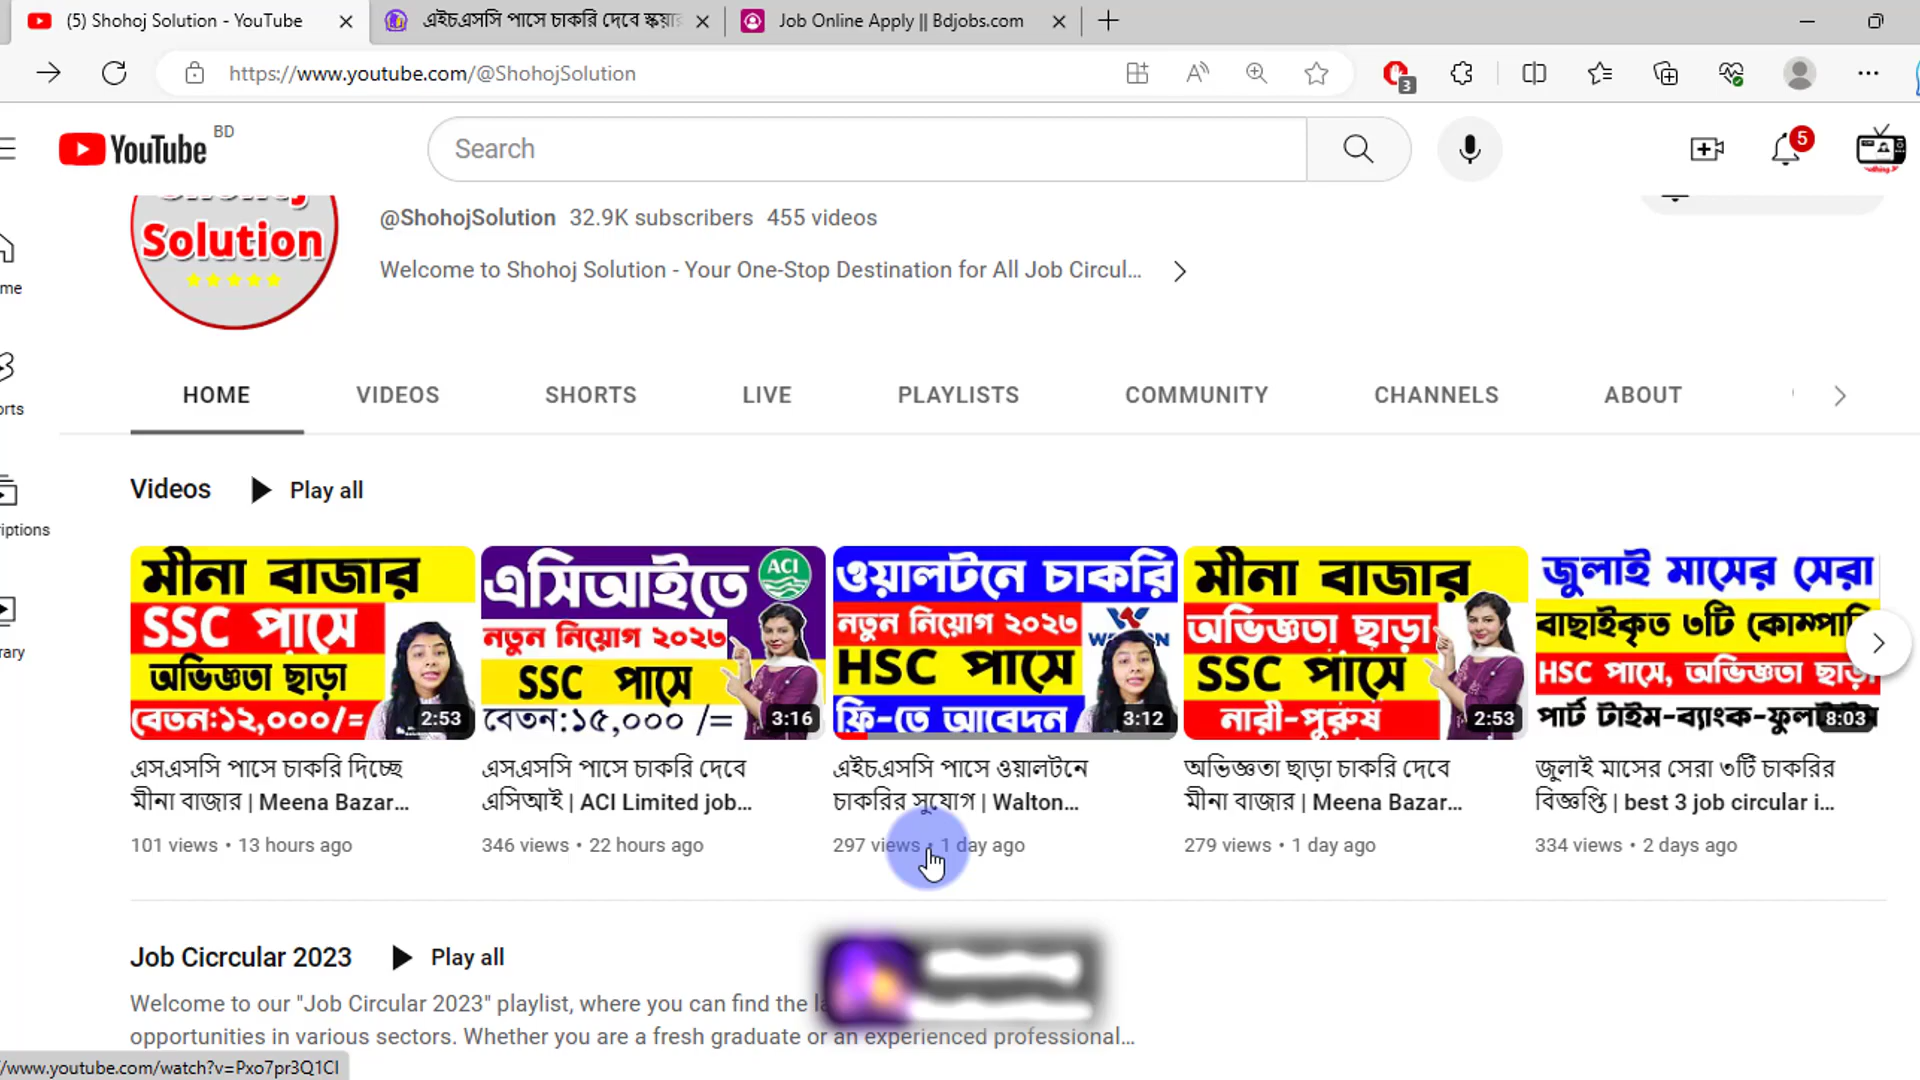 (5) Shohoj Solution - YouTube
এইচএসসি পাসে চাকরি দেবে স্কয়ার
Job Online Apply || Bdjobs.com
https://www.youtube.com/@ShohojSolution
3
YouTube
BD
Search
5
Solution
@ShohojSolution 32.9K subscribers 455 videos
Welcome to Shohoj Solution - Your One-Stop Destination for All Job Circul...
me
orts
riptions
rary
HOME VIDEOS SHORTS LIVE PLAYLISTS COMMUNITY CHANNELS ABOUT
Videos Play all
মীনা বাজার
SSC পাসে
অভিজ্ঞতা ছাড়া
বেতন:১২,০০০/=
2:53
এসিআইতে
ACI
নতুন নিয়োগ ২০২৩
SSC পাসে
বেতন:১৫,০০০ /=
3:16
ওয়ালটনে চাকরি
নতুন নিয়োগ ২০২৩
HSC পাসে
ফ্রি-তে আবেদন
3:12
মীনা বাজার
অভিজ্ঞতা ছাড়া
SSC পাসে
নারী-পুরুষ
2:53
জুলাই মাসের সেরা
বাছাইকৃত ৩টি কোম্পানি
HSC পাসে, অভিজ্ঞতা ছাড়া
পার্ট টাইম-ব্যাংক-ফুল
8:03
এসএসসি পাসে চাকরি দিচ্ছে
মীনা বাজার | Meena Bazar...
101 views • 13 hours ago
এসএসসি পাসে চাকরি দেবে
এসিআই | ACI Limited job...
346 views • 22 hours ago
এইচএসসি পাসে ওয়ালটনে
চাকরির সুযোগ | Walton...
297 views • 1 day ago
অভিজ্ঞতা ছাড়া চাকরি দেবে
মীনা বাজার | Meena Bazar...
279 views • 1 day ago
জুলাই মাসের সেরা ৩টি চাকরির
বিজ্ঞপ্তি | best 3 job circular i...
334 views • 2 days ago
Job Cicrcular 2023 Play all
Welcome to our "Job Circular 2023" playlist, where you can find the la
opportunities in various sectors. Whether you are a fresh graduate or an experienced professional...
/www.youtube.com/watch?v=Pxo7pr3Q1CI